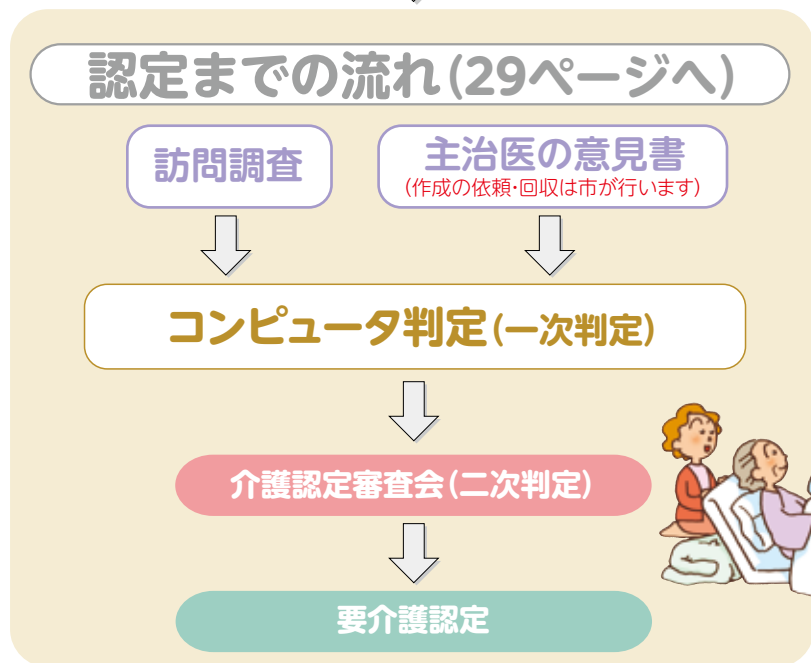 認定までの流れ(29ページへ)
訪問調査
主治医の意見書
(作成の依頼・回収は市が行います)
コンピュータ判定(一次判定)
介護認定審査会(二次判定)
要介護認定